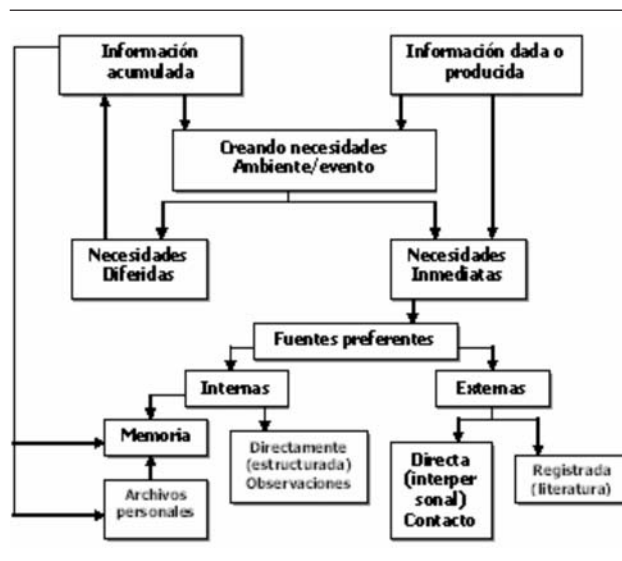 Información
acumulada
Información dada o
producida
Creando necesidades
Ambiente/evento
Necesidades
Diferidas
Necesidades
Inmediatas
Fuentes preferentes
Internas
Externas
Memoria
Directamente
(estructurada)
Observaciones
Archivos
personales
Directa
(interper
sonal)
Contacto
Registrada
(literatura)